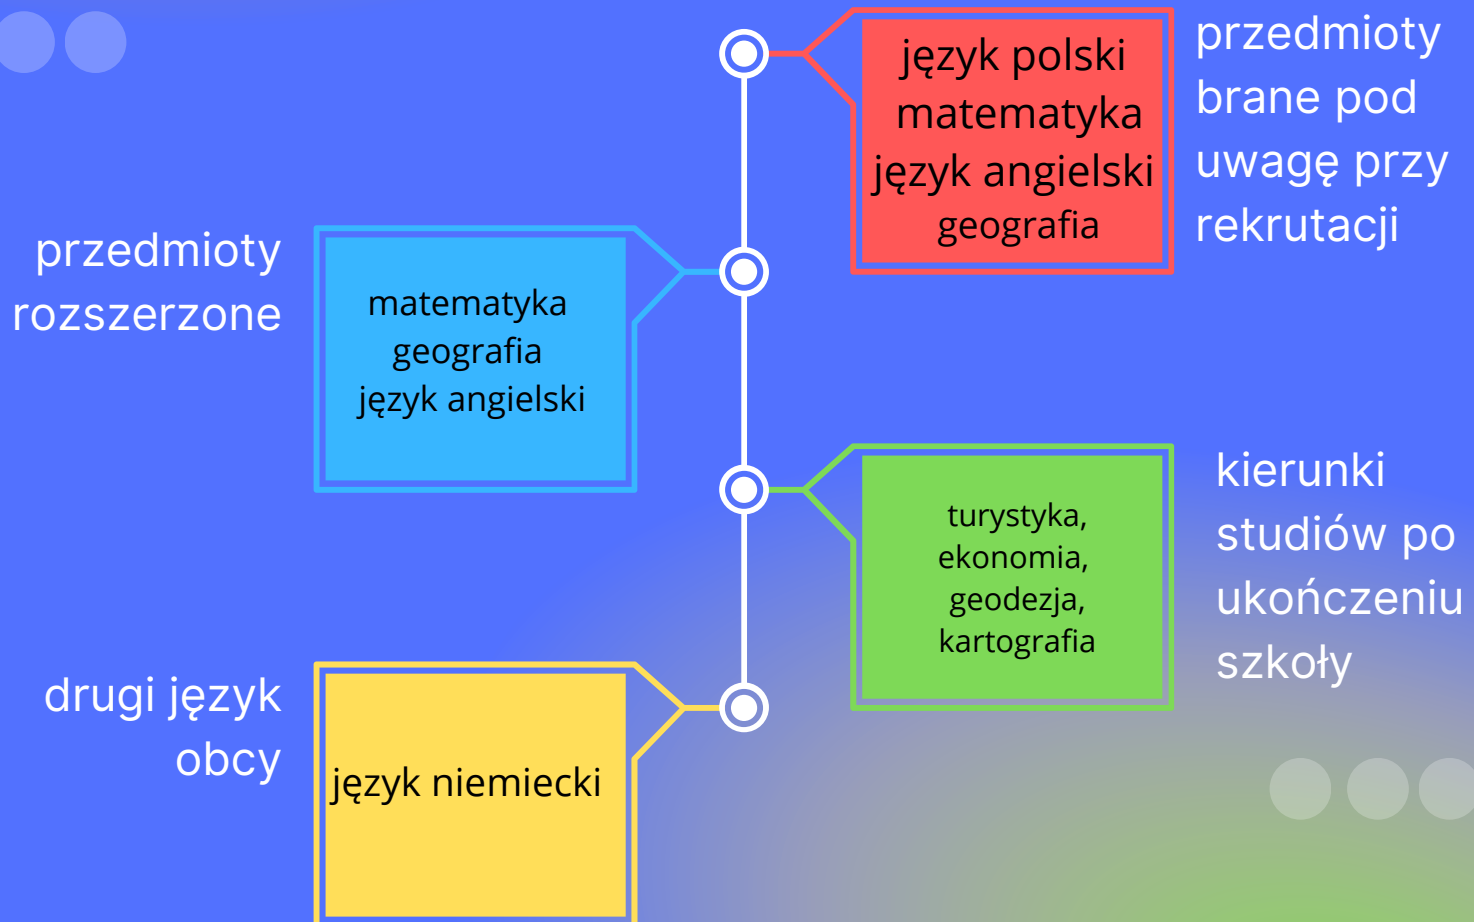 język polski
matematyka
język angielski
geografia
przedmioty
brane pod
uwagę przy
rekrutacji
przedmioty
rozszerzone
matematyka
geografia
język angielski
turystyka,
ekonomia,
geodezja,
kartografia
kierunki
studiów po
ukończeniu
szkoły
drugi język
obcy
język niemiecki